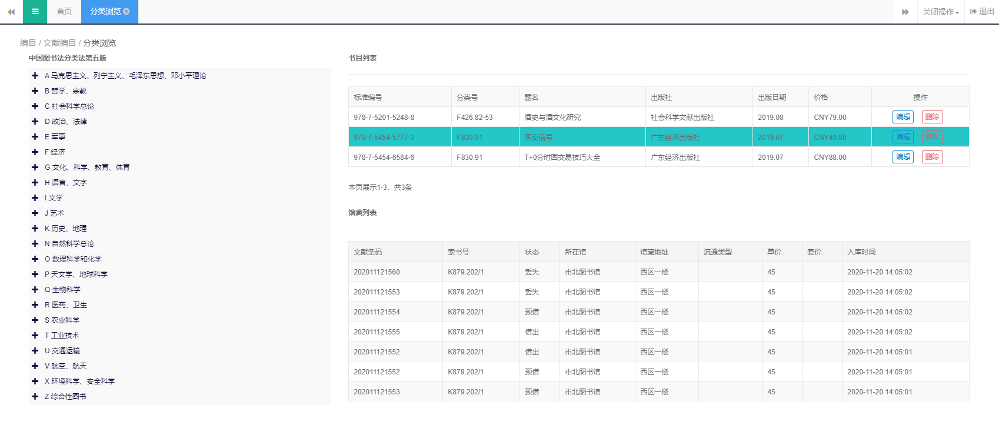 首页 分类浏览 关闭操作 退出
编目 / 文献编目 / 分类浏览
中国图书法分类法第五版
A 马克思主义、列宁主义、毛泽东思想、邓小平理论
B 哲学、宗教
C 社会科学总论
D 政治、法律
E 军事
F 经济
G 文化、科学、教育、体育
H 语言、文字
I 文学
J 艺术
K 历史、地理
N 自然科学总论
O 数理科学和化学
P 天文学、地球科学
Q 生物科学
R 医药、卫生
S 农业科学
T 工业技术
U 交通运输
V 航空、航天
X 环境科学、安全科学
Z 综合性图书
书目列表
标准编号 分类号 题名 出版社 出版日期 价格 操作
978-7-5201-5248-8 F426.82-53 酒史与酒文化研究 社会科学文献出版社 2019.08 CNY79.00 编辑 删除
978-7-5454-5777-3 F830.91 买卖信号 广东经济出版社 2019.07 CNY49.80 编辑 删除
978-7-5454-6584-6 F830.91 T+0分时图交易技巧大全 广东经济出版社 2019.07 CNY88.00 编辑 删除
本页展示1-3，共3条
馆藏列表
文献条码 索书号 状态 所在馆 馆藏地址 流通类型 单价 套价 入库时间
202011121560 K879.202/1 丢失 市北图书馆 西区一楼 45 2020-11-20 14:05:02
202011121553 K879.202/1 丢失 市北图书馆 西区一楼 45 2020-11-20 14:05:02
202011121554 K879.202/1 预借 市北图书馆 西区一楼 45 2020-11-20 14:05:02
202011121555 K879.202/1 借出 市北图书馆 西区一楼 45 2020-11-20 14:05:02
202011121552 K879.202/1 借出 市北图书馆 西区一楼 45 2020-11-20 14:05:01
202011121552 K879.202/1 预借 市北图书馆 西区一楼 45 2020-11-20 14:05:01
202011121553 K879.202/1 预借 市北图书馆 西区一楼 45 2020-11-20 14:05:01